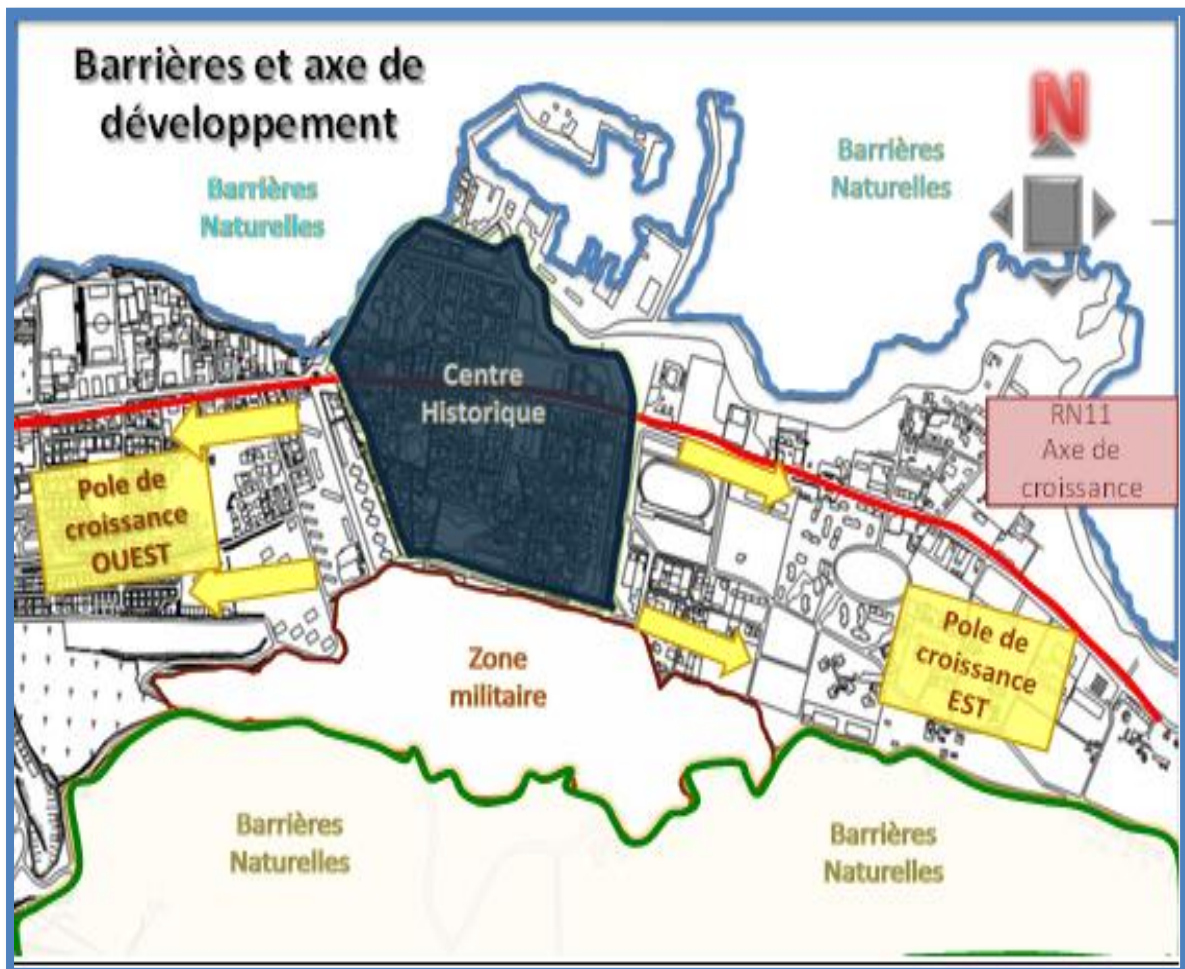 Barrières et axe de
développement
Barrières
Naturelles
Barrières
Naturelles
N
Centre
Historique
RN11
Axe de
croissance
Pole de
croissance
OUEST
Pole de
croissance
EST
Zone
militaire
Barrières
Naturelles
Barrières
Naturelles